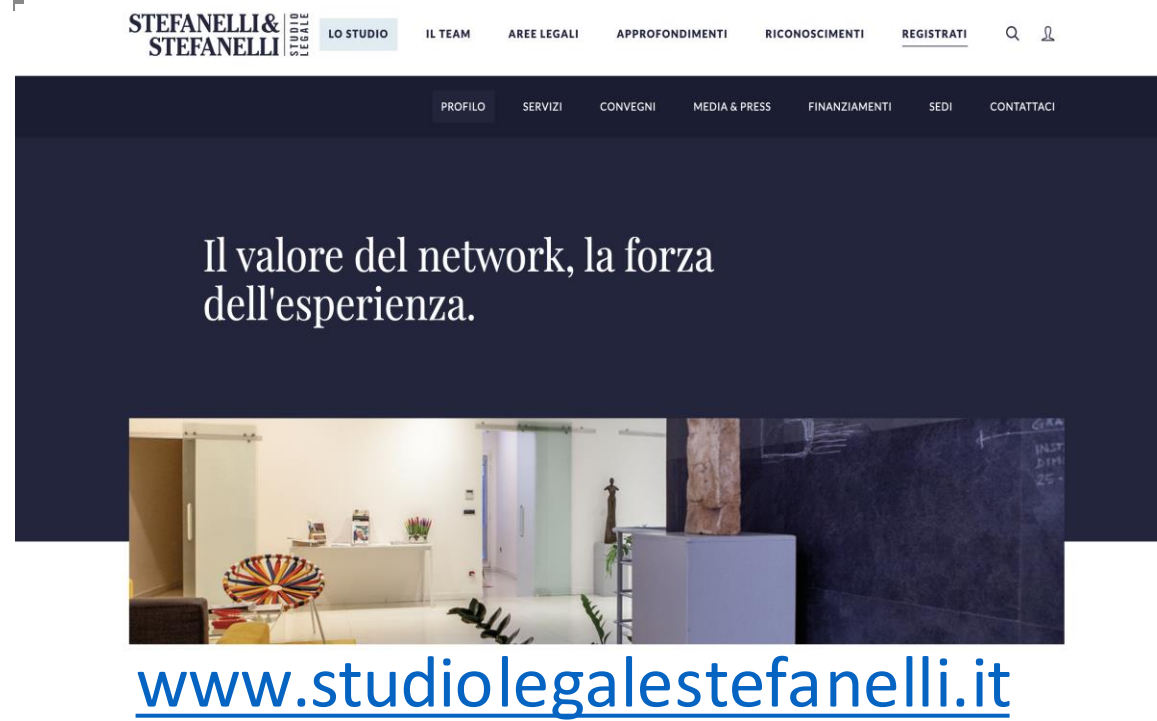 STEFANELLI &
STEFANELLI
STUDIO
LEGALE
LO STUDIO
IL TEAM
AREE LEGALI
APPROFONDIMENTI
RICONOSCIMENTI
REGISTRATI
PROFILO
SERVIZI
CONVEGNI
MEDIA & PRESS
FINANZIAMENTI
SEDI
CONTATTACI
Il valore del network, la forza
dell'esperienza.
www.studiolegalestefanelli.it